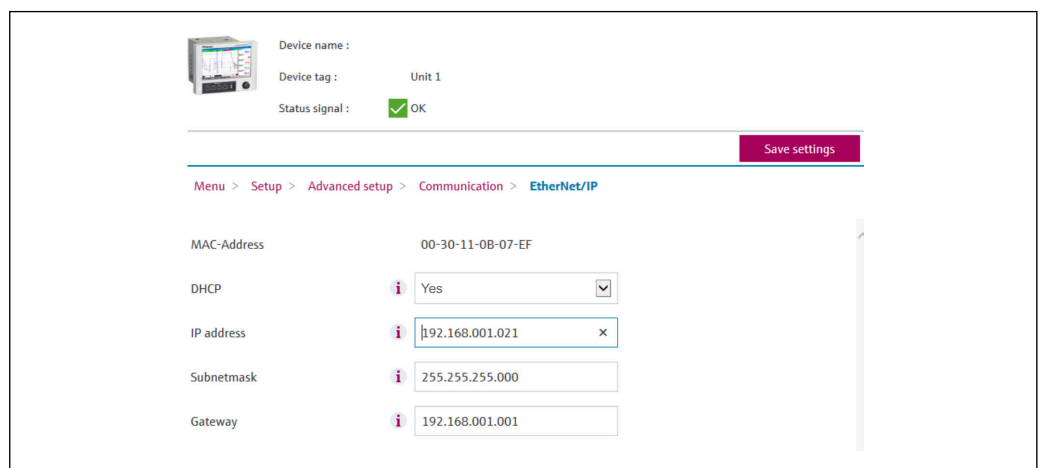 Device name :
Device tag : Unit 1
Status signal : OK
Save settings
Menu > Setup > Advanced setup > Communication > EtherNet/IP
MAC-Address 00-30-11-0B-07-EF
DHCP i Yes
IP address i 192.168.001.021 ×
Subnetmask i 255.255.255.000
Gateway i 192.168.001.001